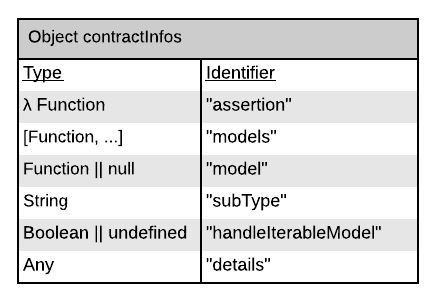 Object contractInfos
Type Identifier
λ Function "assertion"
[Function, ...] "models"
Function || null "model"
String "subType"
Boolean || undefined "handleIterableModel"
Any "details"